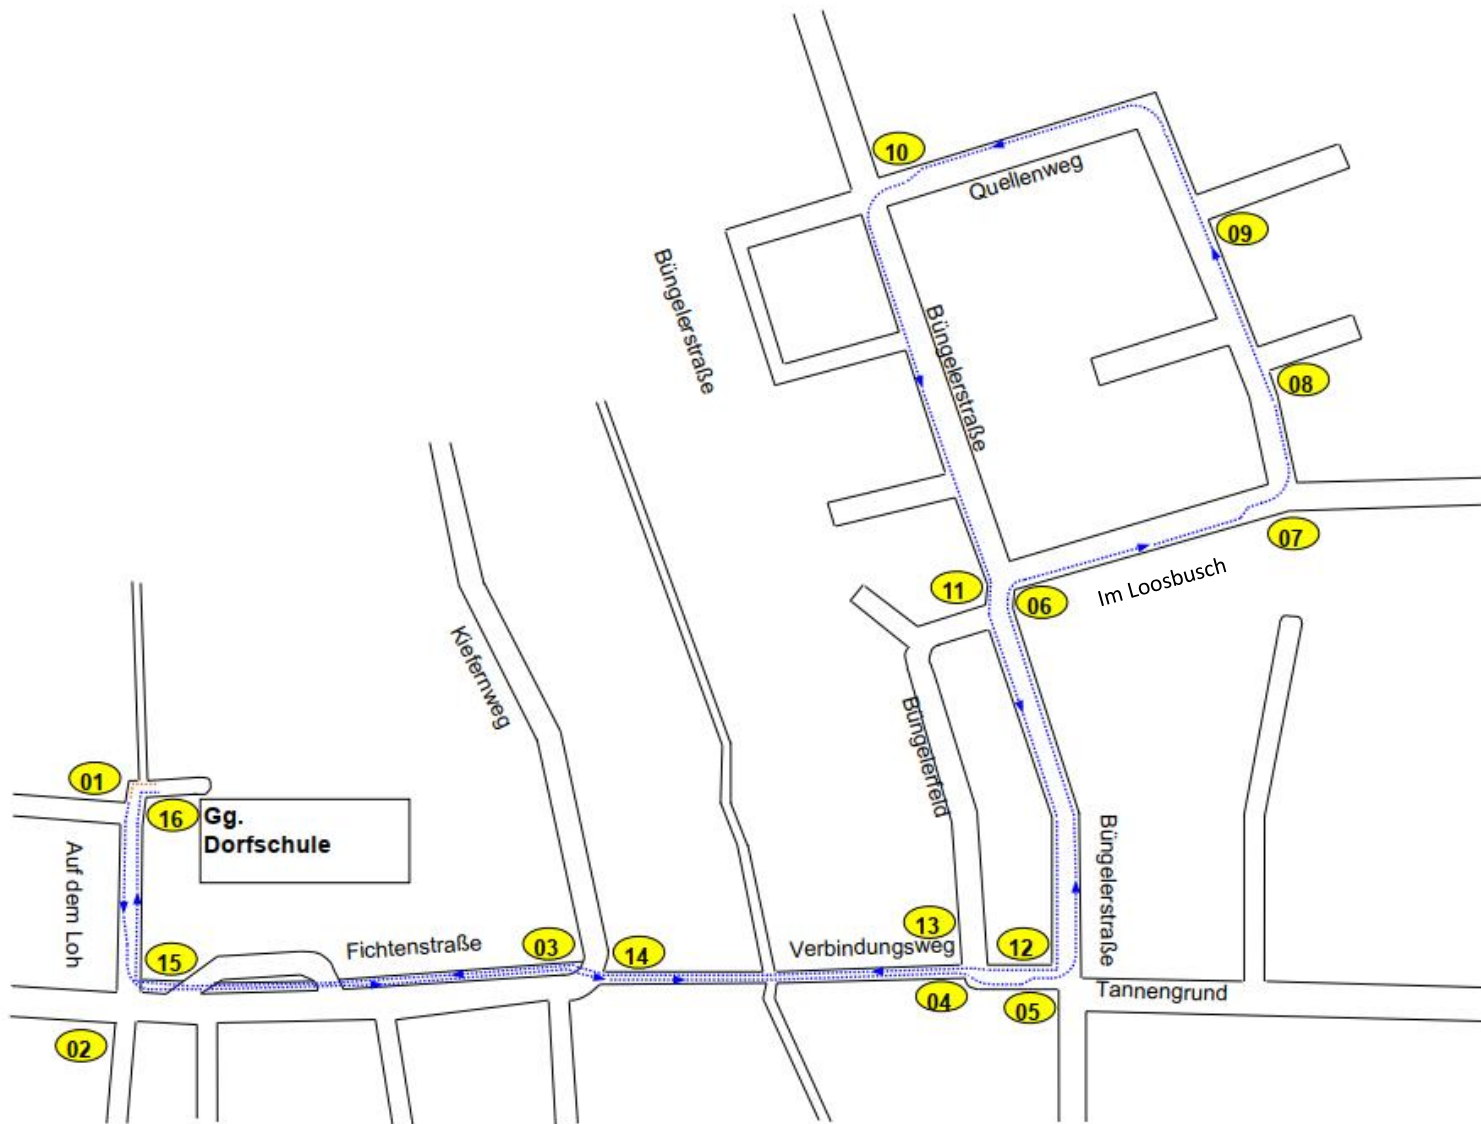 10
Quellenweg
09
Büngelerstraße
Büngelerstraße
08
07
11
06
Im Loosbusch
Kiefernweg
Büngelerfeld
01
16
Gg.
Dorfschule
Auf dem Loh
Büngelerstraße
15
Fichtenstraße
03
14
13
Verbindungsweg
12
04
05
Tannengrund
02